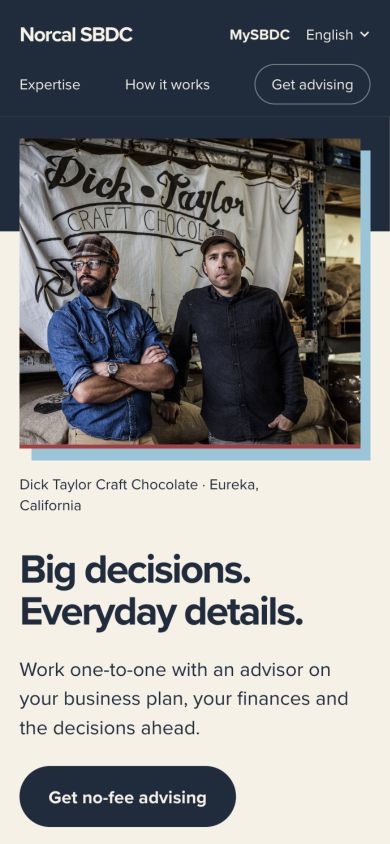 Norcal SBDC
MySBDC
English
Expertise
How it works
Get advising
Dick Taylor
CRAFT CHOCOL
Dick Taylor Craft Chocolate · Eureka,
California
Big decisions.
Everyday details.
Work one-to-one with an advisor on
your business plan, your finances and
the decisions ahead.
Get no-fee advising